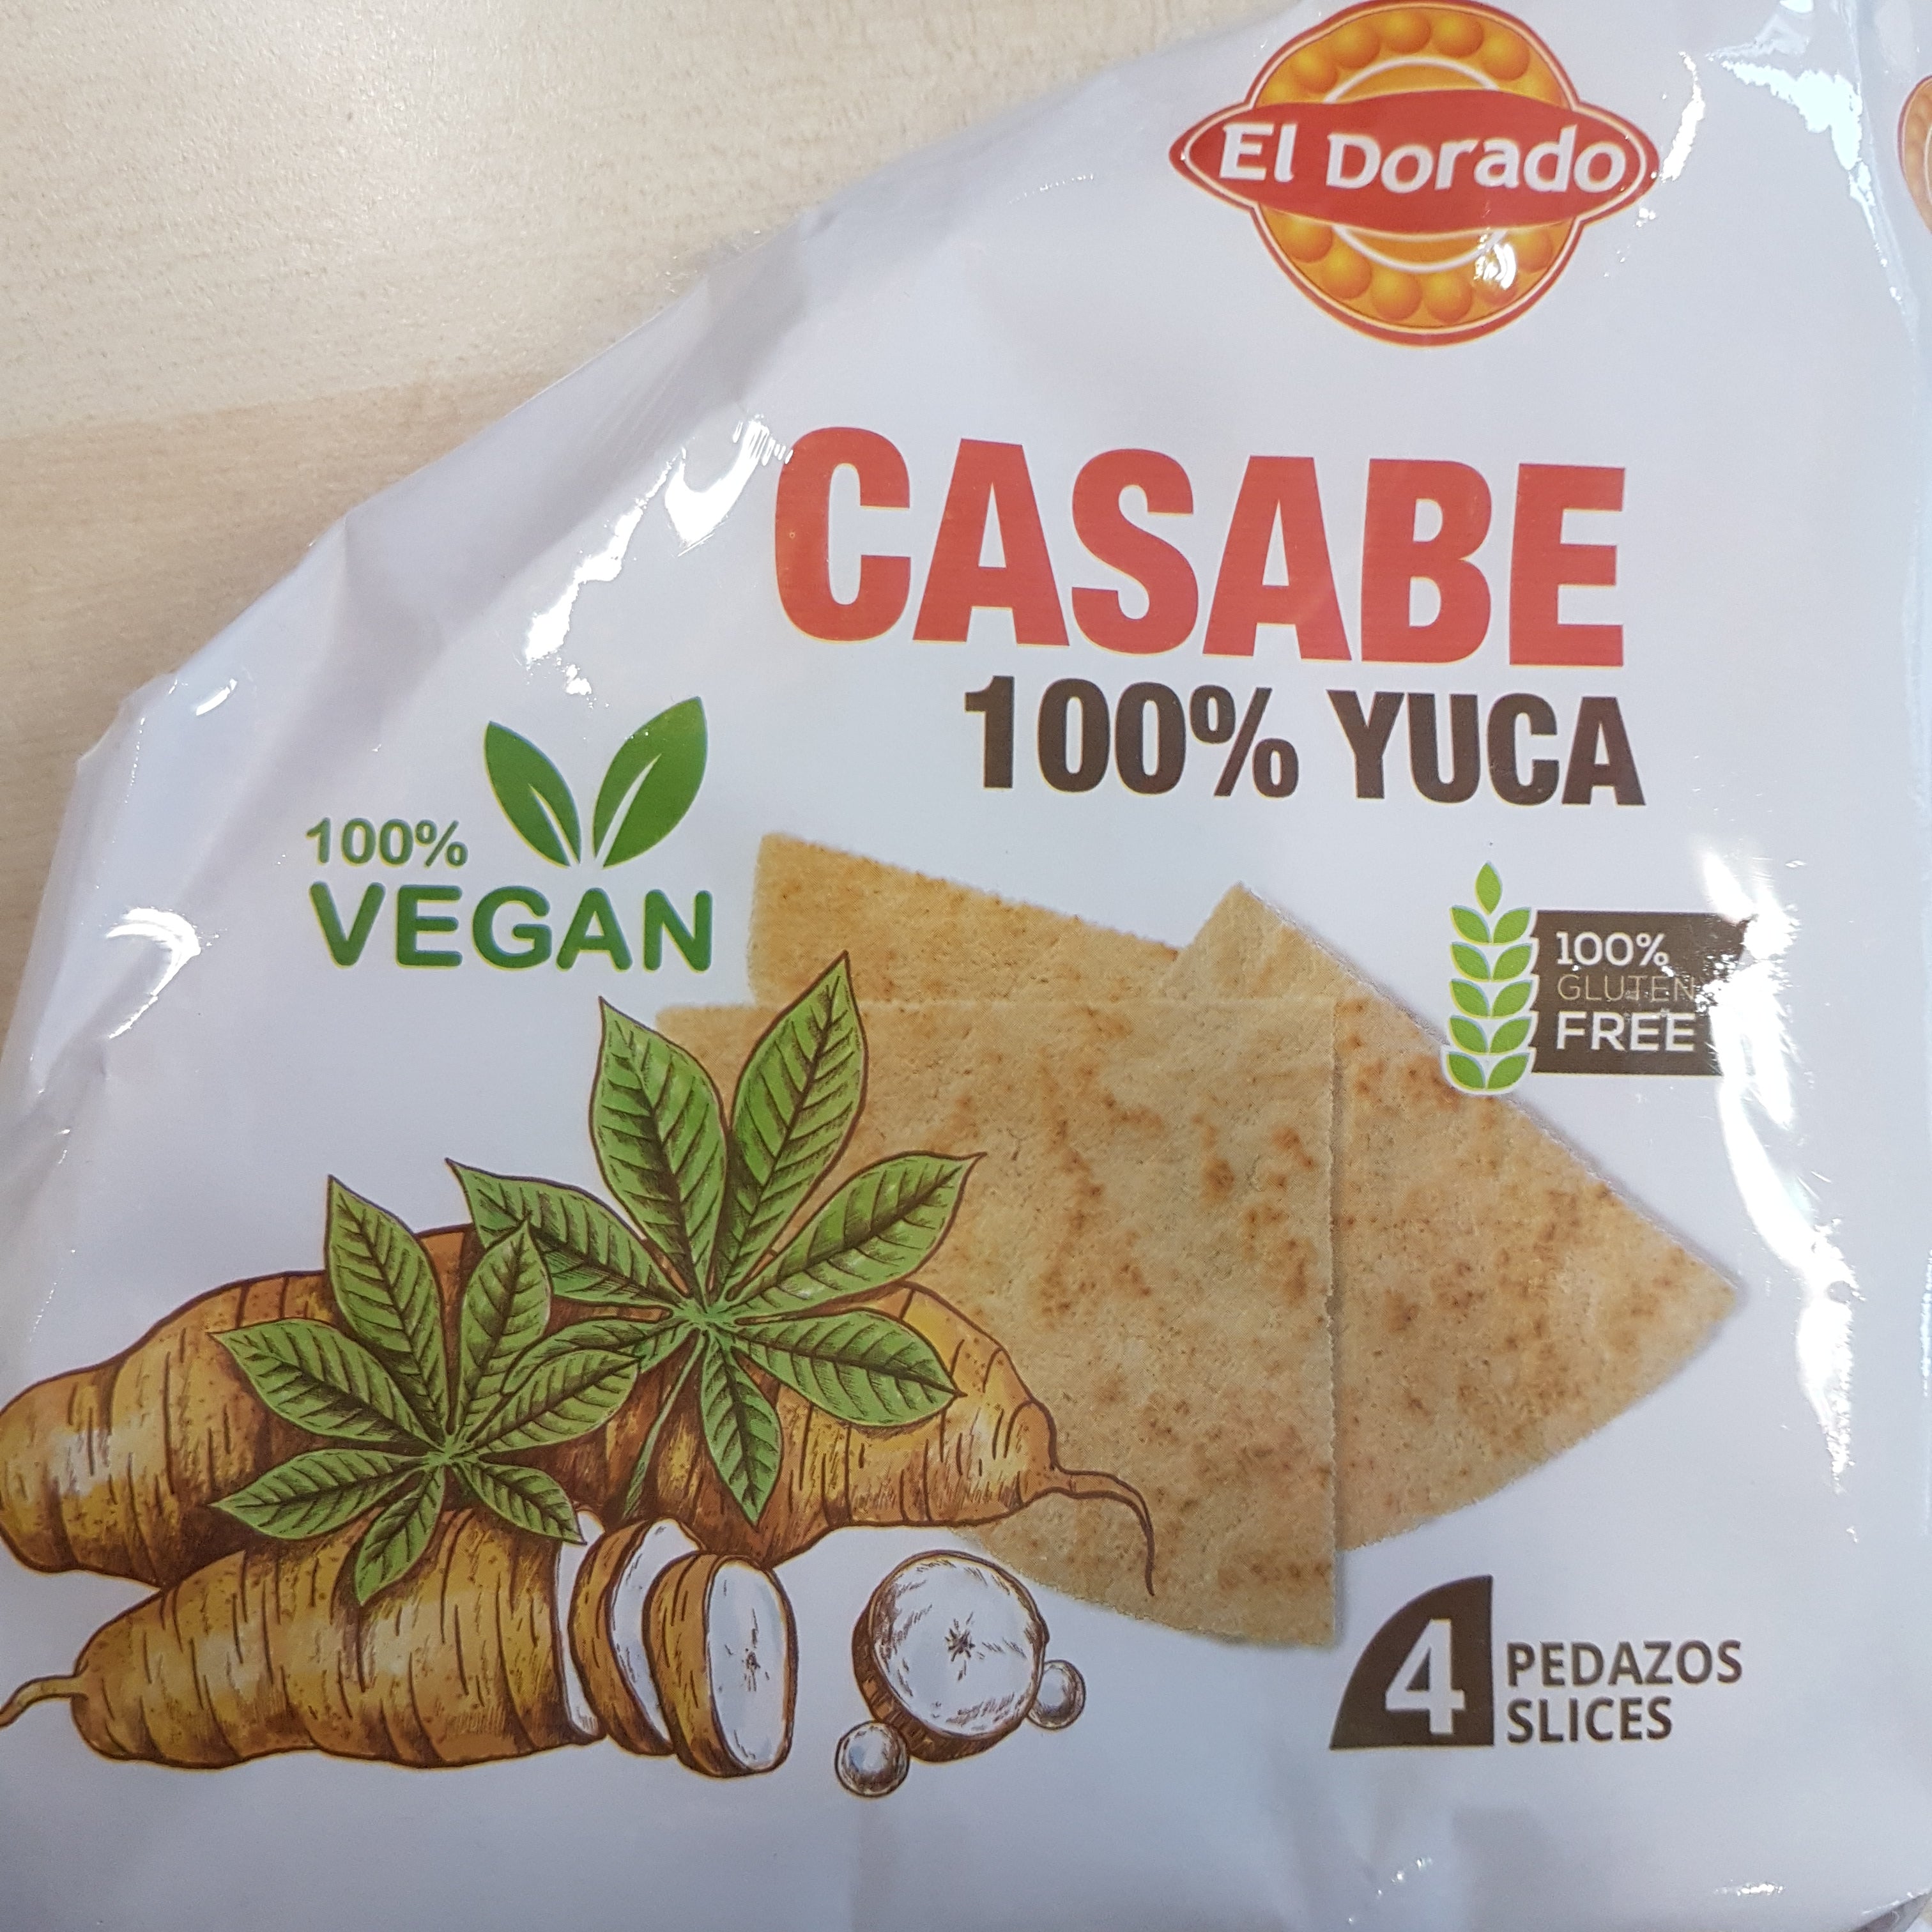 El Dorado
CASABE
100% YUCA
100%
VEGAN
100%
GLUTEN
FREE
4
PEDAZOS
SLICES